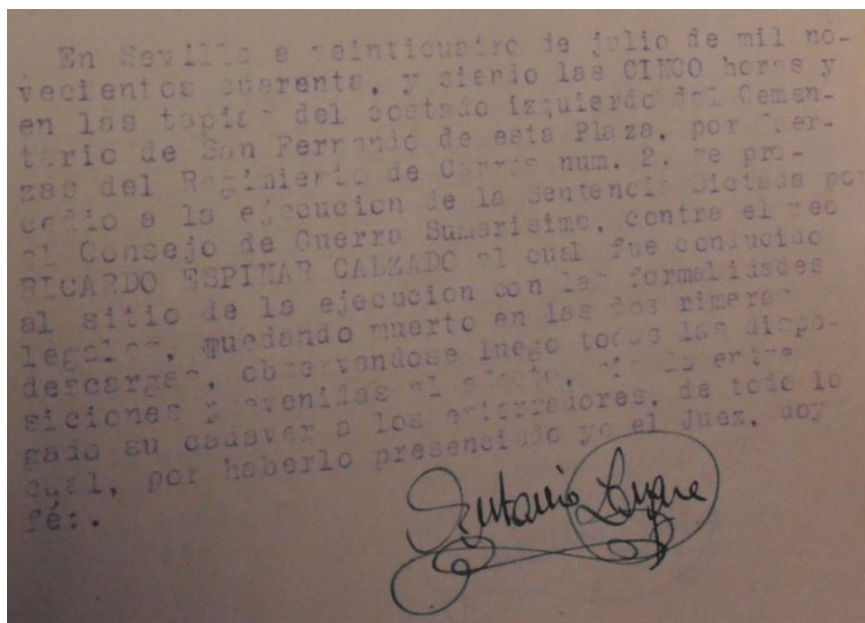 En Sevilla a veinticuatro de julio de mil no-
vecientos cuarenta, y siendo las CINCO horas y
en las tapias del costado izquierdo del Cemen-
terio de San Fernando de esta Plaza, por fuer-
zas del Regimiento de Carros num. 2, se pro-
cedio a la ejecucion de la Sentencia Dictada por
el Consejo de Guerra Sumarisimo, contra el reo
RICARDO ESPINAR CALZADO el cual fue conducido
al sitio de la ejecucion con las formalidades
legales, quedando muerto en las dos rimeras
descargas, observandose luego todas las dispo-
siciones prevenidas al efecto, siendo entre
gado su cadaver a los enterradores, de todo lo
cual, por haberlo presenciado yo el Juez, doy
fé:.
Antonio